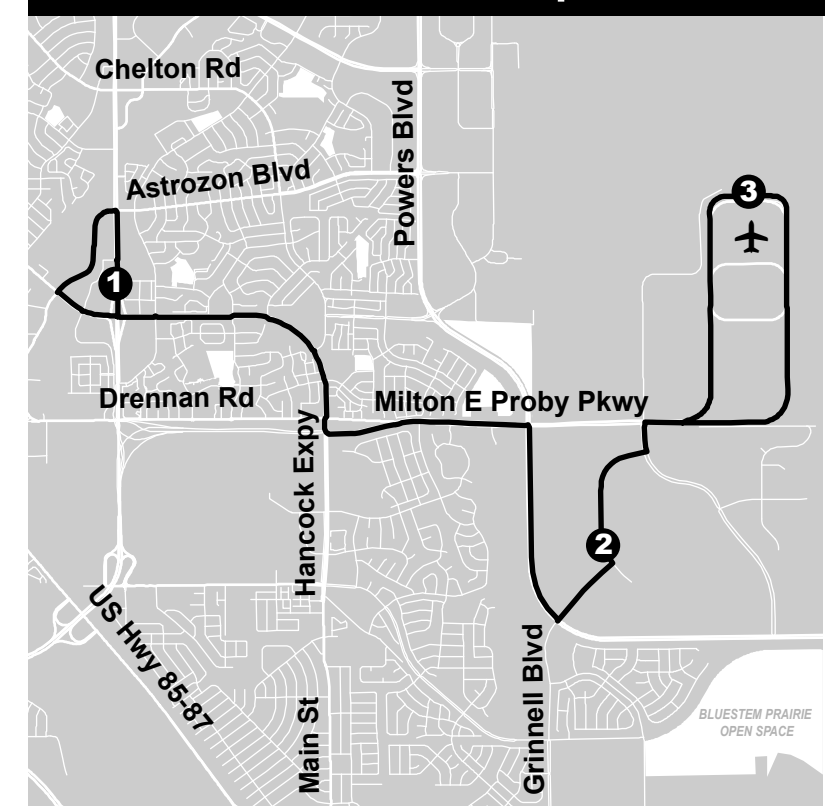 Chelton Rd
Powers Blvd
Astrozon Blvd
3
1
Drennan Rd
Milton E Proby Pkwy
Hancock Expy
2
US Hwy 85-87
Grinnell Blvd
Main St
BLUESTEM PRAIRIE
OPEN SPACE